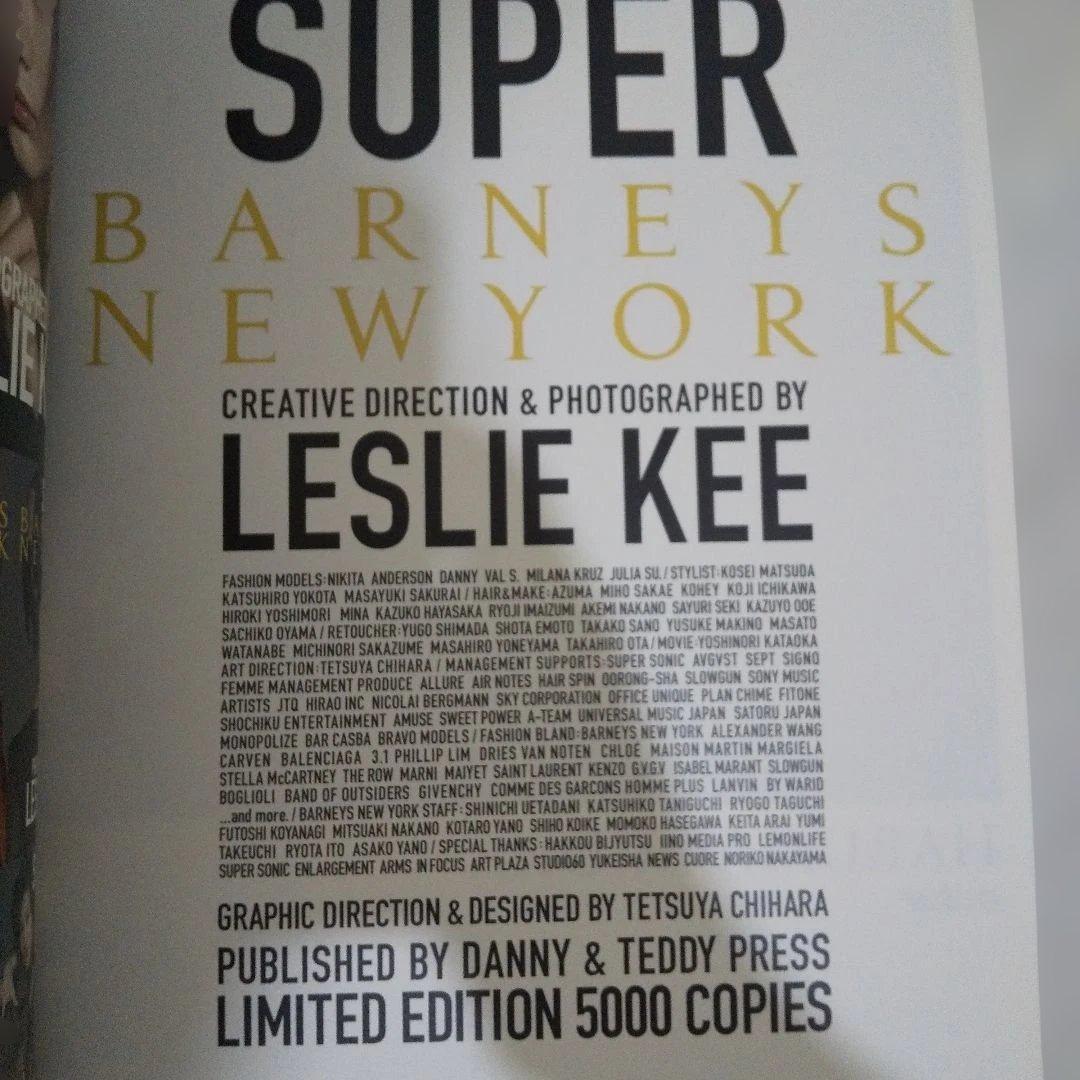 SUPER
BARNEYS
NEWYORK
CREATIVE DIRECTION & PHOTOGRAPHED BY
LESLIE KEE
FASHION MODELS:NIKITA ANDERSON DANNY VAL S. MILANA KRUZ JULIA SU./STYLIST:KOSEI MATSUDA
KATSUHIRO YOKOTA MASAYUKI SAKURAI / HAIR&MAKE:AZUMA MIHO SAKAE KOHEY KOJI ICHIKAWA
HIROKI YOSHIMORI MINA KAZUKO HAYASAKA RYOJI IMAIZUMI AKEMI NAKANO SAYURI SEKI KAZUYO OOE
SACHIKO OYAMA / RETOUCHER:YUGO SHIMADA SHOTA EMOTO TAKAKO SANO YUSUKE MAKINO MASATO
WATANABE MICHINORI SAKAZUME MASAHIRO YONEYAMA TAKAHIRO OTA / MOVIE:YOSHINORI KATAOKA
ART DIRECTION:TETSUYA CHIHARA / MANAGEMENT SUPPORTS:SUPER SONIC AVGVST SEPT SIGNO
FEMME MANAGEMENT PRODUCE ALLURE AIR NOTES HAIR SPIN OORONG-SHA SLOWGUN SONY MUSIC
ARTISTS JTQ HIRAO INC NICOLAI BERGMANN SKY CORPORATION OFFICE UNIQUE PLAN CHIME FITONE
SHOCHIKU ENTERTAINMENT AMUSE SWEET POWER A-TEAM UNIVERSAL MUSIC JAPAN SATORU JAPAN
MONOPOLIZE BAR CASBA BRAVO MODELS / FASHION BLAND:BARNEYS NEW YORK ALEXANDER WANG
CARVEN BALENCIAGA 3.1 PHILLIP LIM DRIES VAN NOTEN CHLOE MAISON MARTIN MARGIELA
STELLA McCARTNEY THE ROW MARNI MAIYET SAINT LAURENT KENZO G.V.G.V ISABEL MARANT SLOWGUN
BOGLIOLI BAND OF OUTSIDERS GIVENCHY COMME DES GARCONS HOMME PLUS LANVIN BY WARID
...and more. / BARNEYS NEW YORK STAFF:SHINICHI UETADANI KATSUHIKO TANIGUCHI RYOGO TAGUCHI
FUTOSHI KOYANAGI MITSUAKI NAKANO KOTARO YANO SHIHO KOIKE MOMOKO HASEGAWA KEITA ARAI YUMI
TAKEUCHI RYOTA ITO ASAKO YANO / SPECIAL THANKS:HAKKOU BIJYUTSU IINO MEDIA PRO LEMONLIFE
SUPER SONIC ENLARGEMENT ARMS IN FOCUS ART PLAZA STUDIO60 YUKEISHA NEWS CUORE NORIKO NAKAYAMA
GRAPHIC DIRECTION & DESIGNED BY TETSUYA CHIHARA
PUBLISHED BY DANNY & TEDDY PRESS
LIMITED EDITION 5000 COPIES